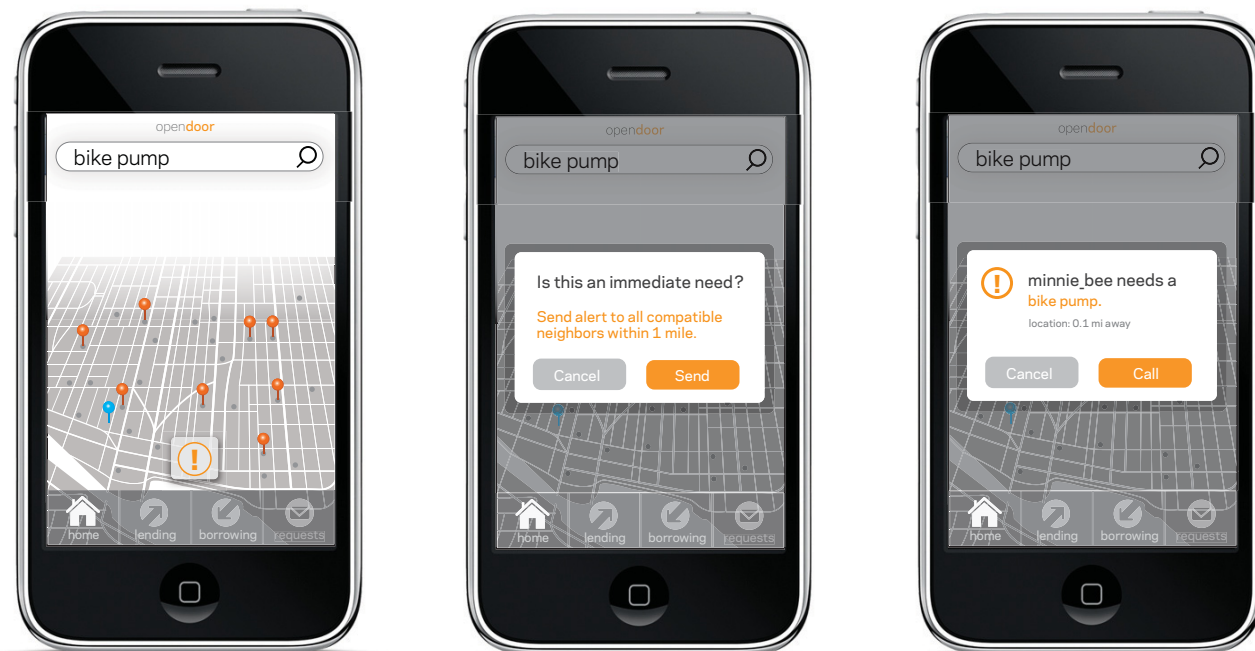 opendoor
bike pump
!
home
lending
borrowing
requests
opendoor
bike pump
Is this an immediate need?
Send alert to all compatible
neighbors within 1 mile.
Cancel
Send
home
lending
borrowing
requests
opendoor
bike pump
!
minnie_bee needs a
bike pump.
location: 0.1 mi away
Cancel
Call
home
lending
borrowing
requests